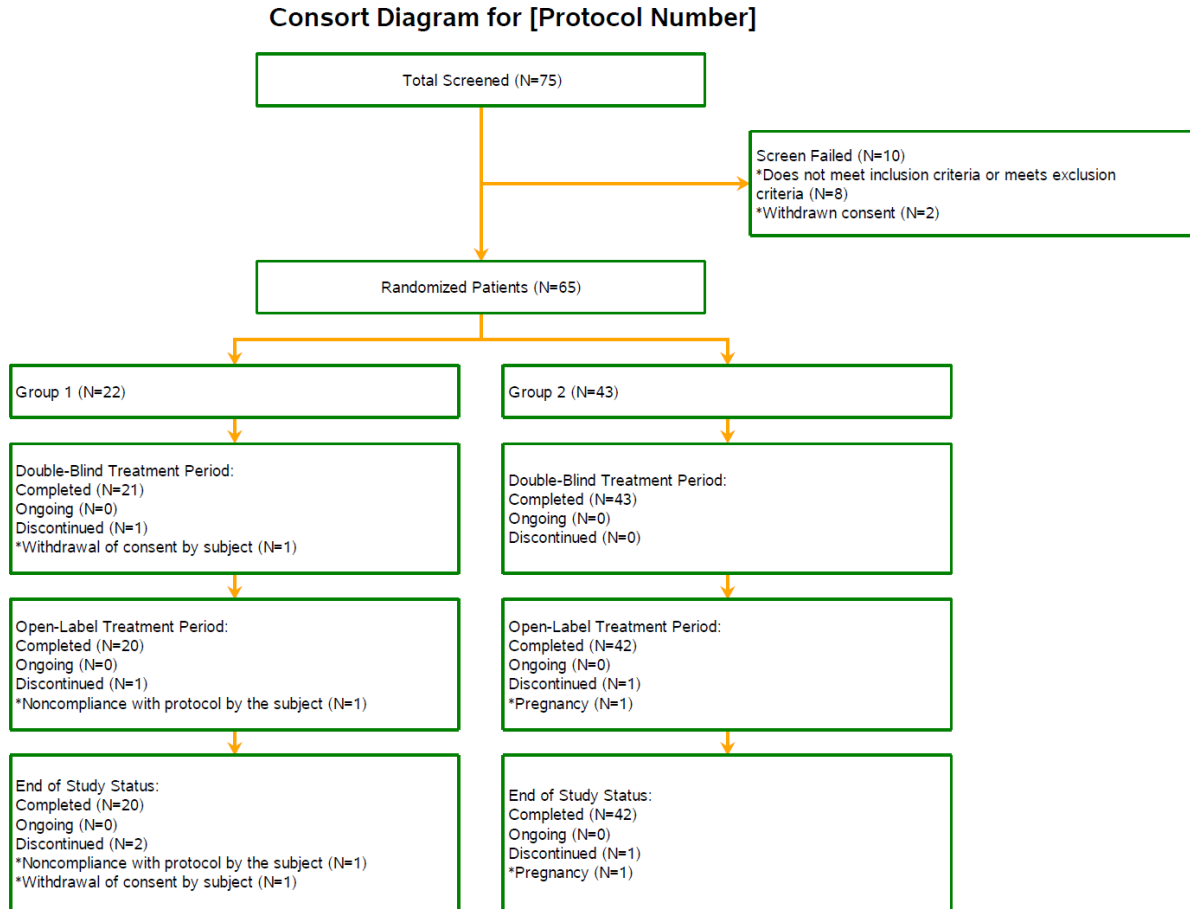 Consort Diagram for [Protocol Number]
Total Screened (N=75)
Screen Failed (N=10)
*Does not meet inclusion criteria or meets exclusion
criteria (N=8)
*Withdrawn consent (N=2)
Randomized Patients (N=65)
Group 1 (N=22)
Group 2 (N=43)
Double-Blind Treatment Period:
Completed (N=21)
Ongoing (N=0)
Discontinued (N=1)
*Withdrawal of consent by subject (N=1)
Double-Blind Treatment Period:
Completed (N=43)
Ongoing (N=0)
Discontinued (N=0)
Open-Label Treatment Period:
Completed (N=20)
Ongoing (N=0)
Discontinued (N=1)
*Noncompliance with protocol by the subject (N=1)
Open-Label Treatment Period:
Completed (N=42)
Ongoing (N=0)
Discontinued (N=1)
*Pregnancy (N=1)
End of Study Status:
Completed (N=20)
Ongoing (N=0)
Discontinued (N=2)
*Noncompliance with protocol by the subject (N=1)
*Withdrawal of consent by subject (N=1)
End of Study Status:
Completed (N=42)
Ongoing (N=0)
Discontinued (N=1)
*Pregnancy (N=1)